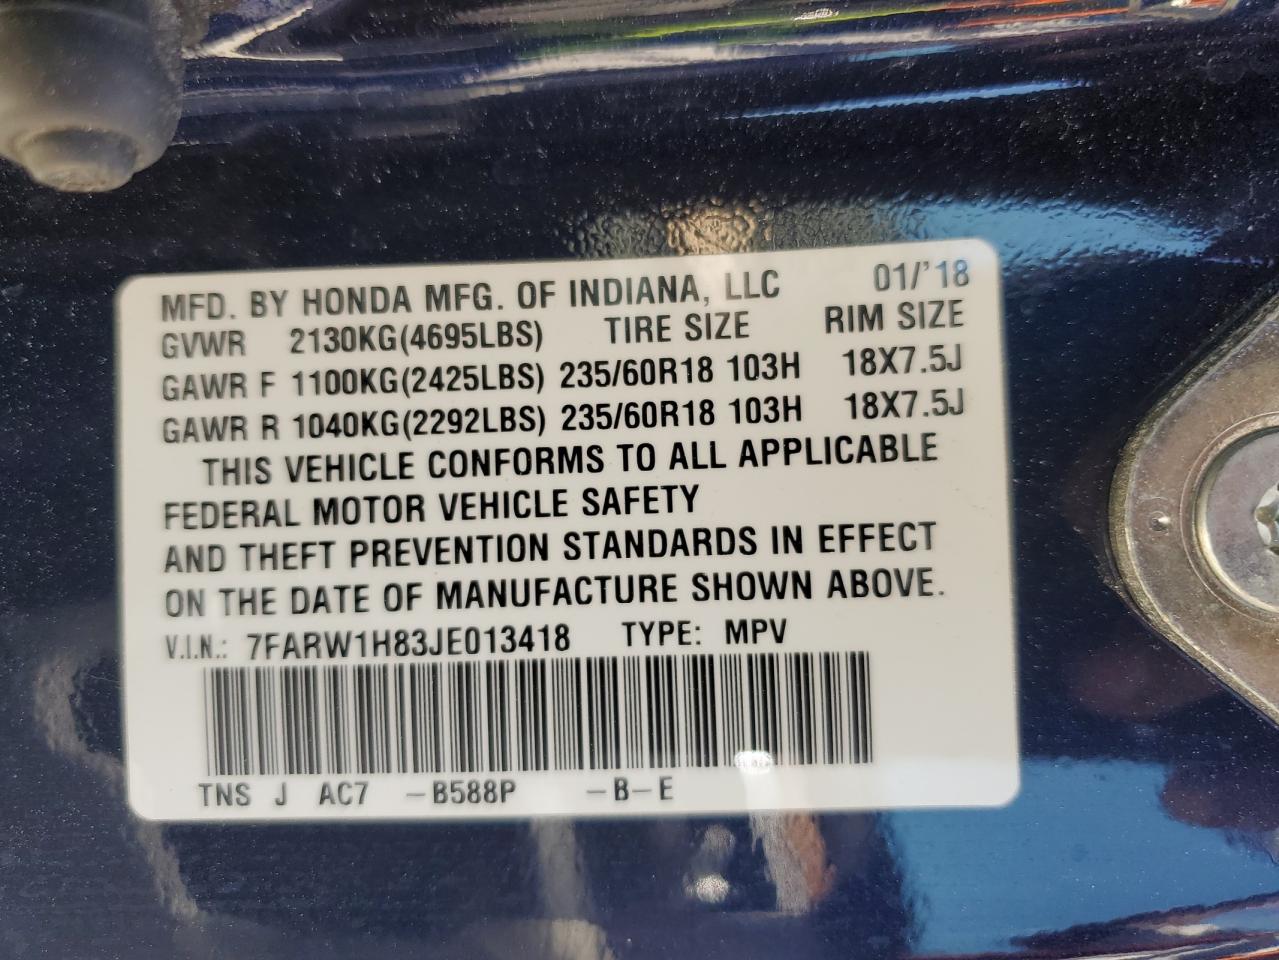 MFD. BY HONDA MFG. OF INDIANA, LLC 01/'18
GVWR 2130KG(4695LBS) TIRE SIZE RIM SIZE
GAWR F 1100KG(2425LBS) 235/60R18 103H 18X7.5J
GAWR R 1040KG(2292LBS) 235/60R18 103H 18X7.5J
THIS VEHICLE CONFORMS TO ALL APPLICABLE
FEDERAL MOTOR VEHICLE SAFETY
AND THEFT PREVENTION STANDARDS IN EFFECT
ON THE DATE OF MANUFACTURE SHOWN ABOVE.
V.I.N.: 7FARW1H83JE013418 TYPE: MPV
TNS J AC7 -B588P -B-E